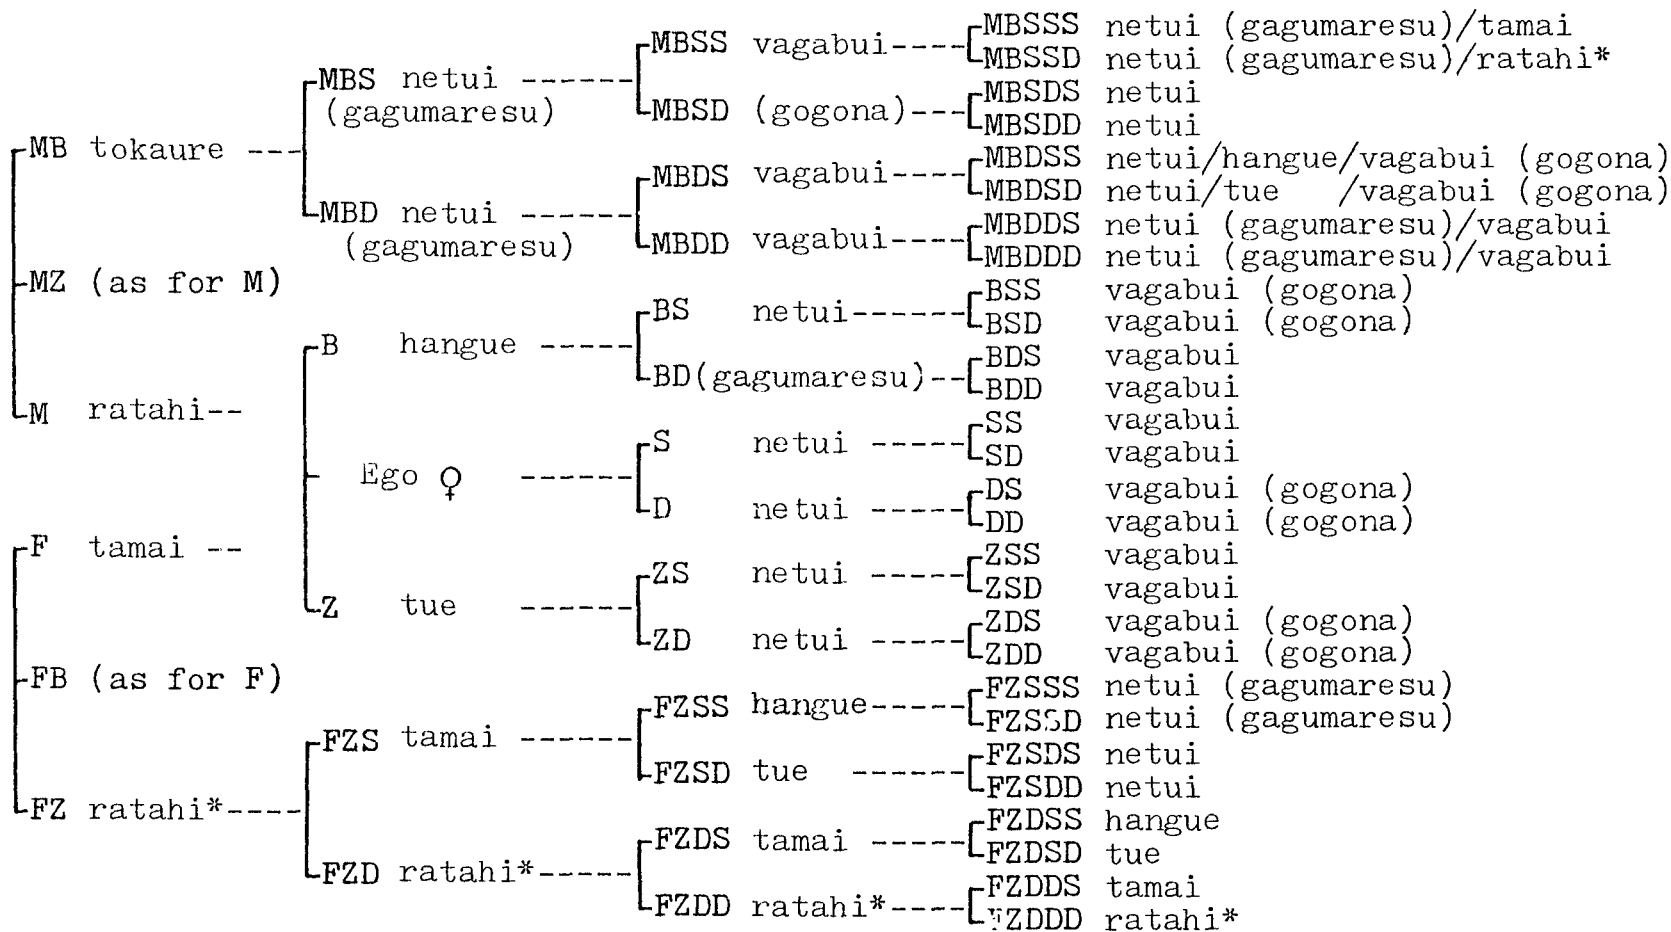 MBSSS netui (gagumaresu)/tamai
MBSS vagabui----
MBSSD netui (gagumaresu)/ratahi*
MBS netui ------
(gagumaresu)
MBSDS netui
MBSD (gogona)---
MBSDD netui
MB tokaure ---
MBDSS netui/hangue/vagabui (gogona)
MBDS vagabui----
MBDSD netui/tue /vagabui (gogona)
MBD netui ------
(gagumaresu)
MBDDS netui (gagumaresu)/vagabui
MBDD vagabui----
MBDDD netui (gagumaresu)/vagabui
MZ (as for M)
BSS vagabui (gogona)
BS netui------
BSD vagabui (gogona)
B hangue -----
BDS vagabui
BD(gagumaresu)--
BDD vagabui
M ratahi--
SS vagabui
S netui -----
SD vagabui
Ego ♀ ------
DS vagabui (gogona)
D netui -----
DD vagabui (gogona)
F tamai --
ZSS vagabui
ZS netui -----
ZSD vagabui
Z tue ------
ZDS vagabui (gogona)
ZD netui -----
ZDD vagabui (gogona)
FB (as for F)
FZSSS netui (gagumaresu)
FZSS hangue-----
FZSSD netui (gagumaresu)
FZS tamai ------
FZSDS netui
FZSD tue ------
FZSDD netui
FZ ratahi*----
FZDSS hangue
FZDS tamai -----
FZDSD tue
FZD ratahi*-----
FZDDS tamai
FZDD ratahi*----
FZDDD ratahi*